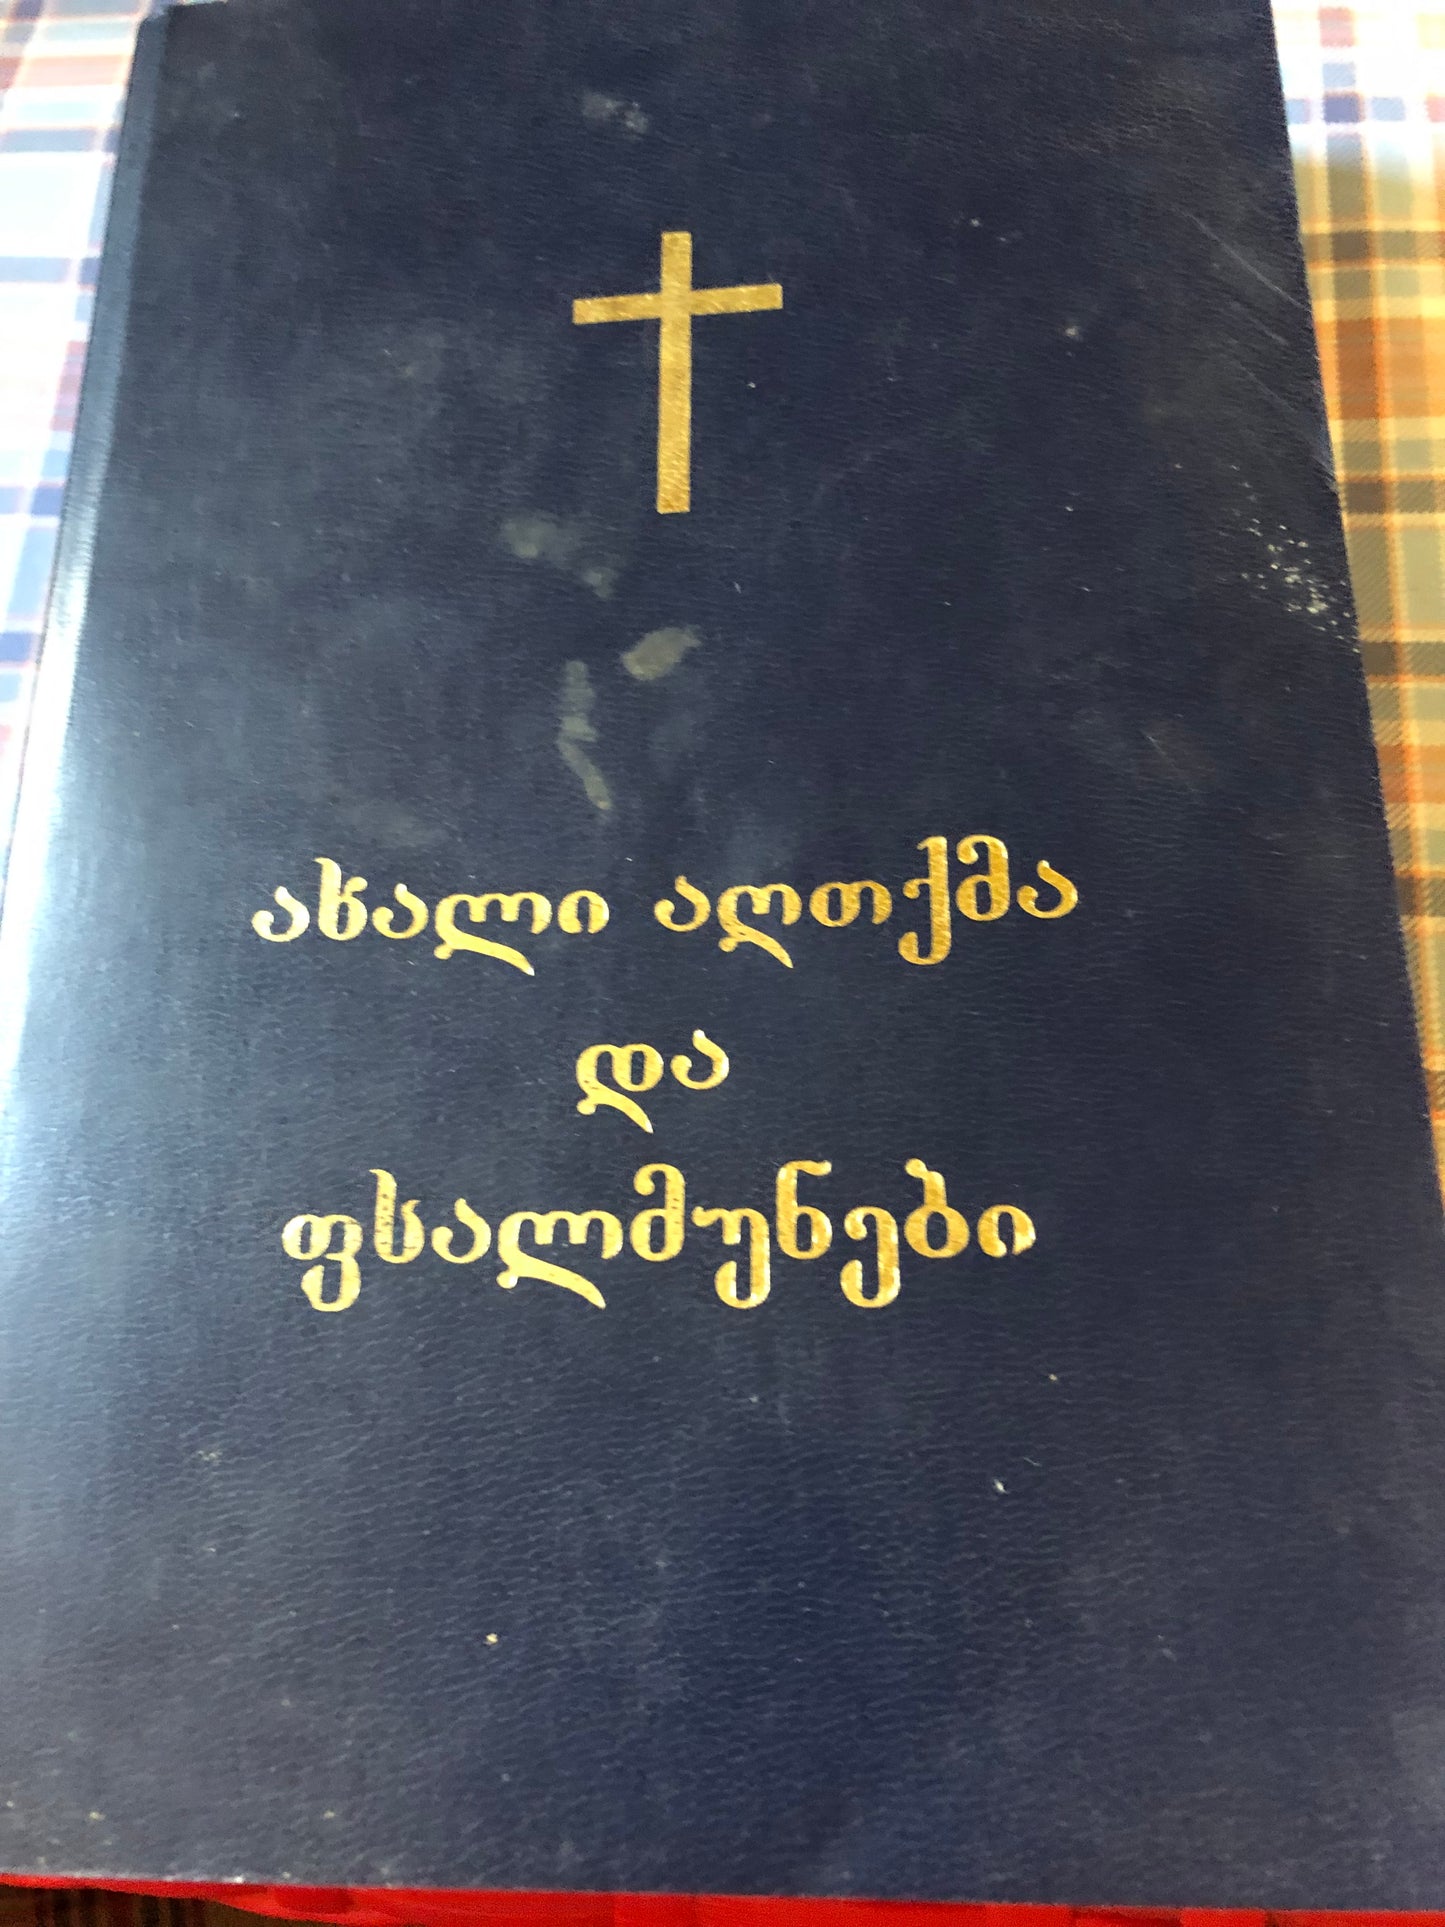 ახალი აღთქმა
და
ფსალმუნები